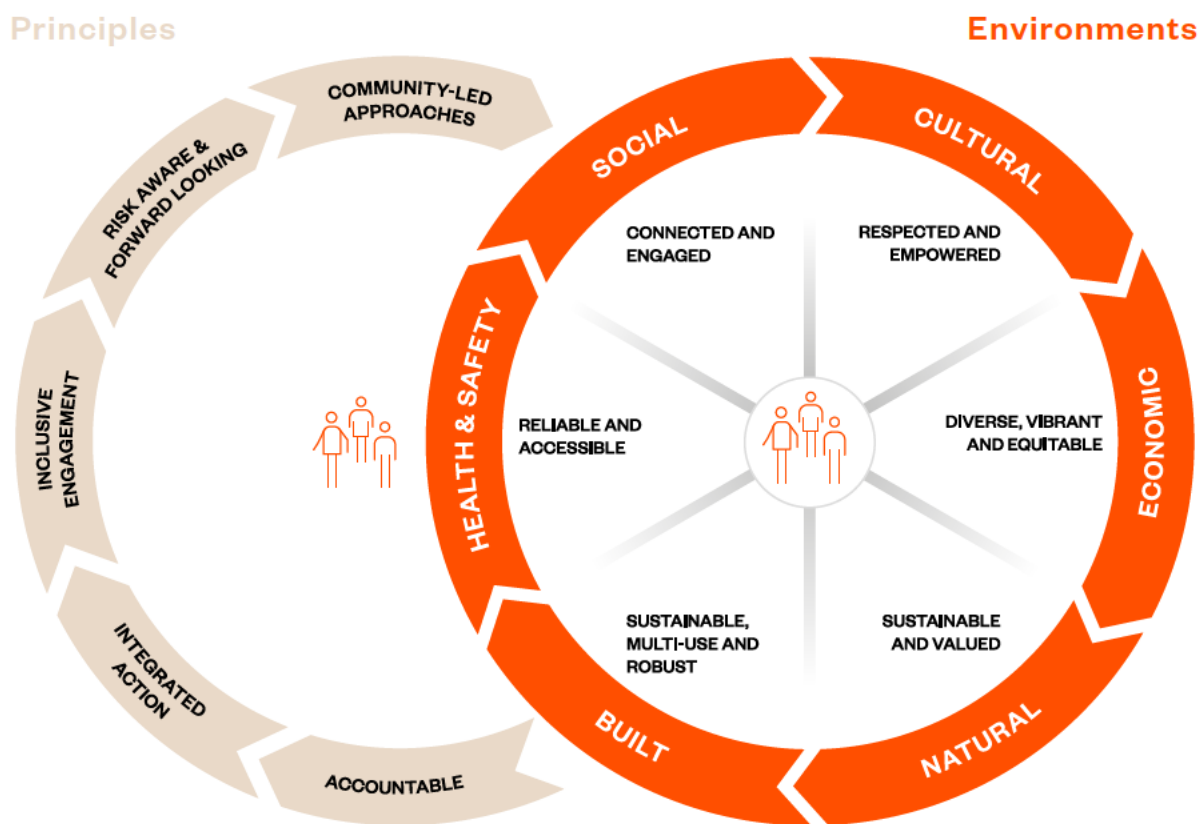 Principles
Environments
COMMUNITY-LED
APPROACHES
RISK AWARE &
FORWARD LOOKING
INCLUSIVE
ENGAGEMENT
INTEGRATED
ACTION
ACCOUNTABLE
SOCIAL
CULTURAL
ECONOMIC
NATURAL
BUILT
HEALTH & SAFETY
CONNECTED AND
ENGAGED
RESPECTED AND
EMPOWERED
DIVERSE, VIBRANT
AND EQUITABLE
SUSTAINABLE
AND VALUED
SUSTAINABLE,
MULTI-USE AND
ROBUST
RELIABLE AND
ACCESSIBLE